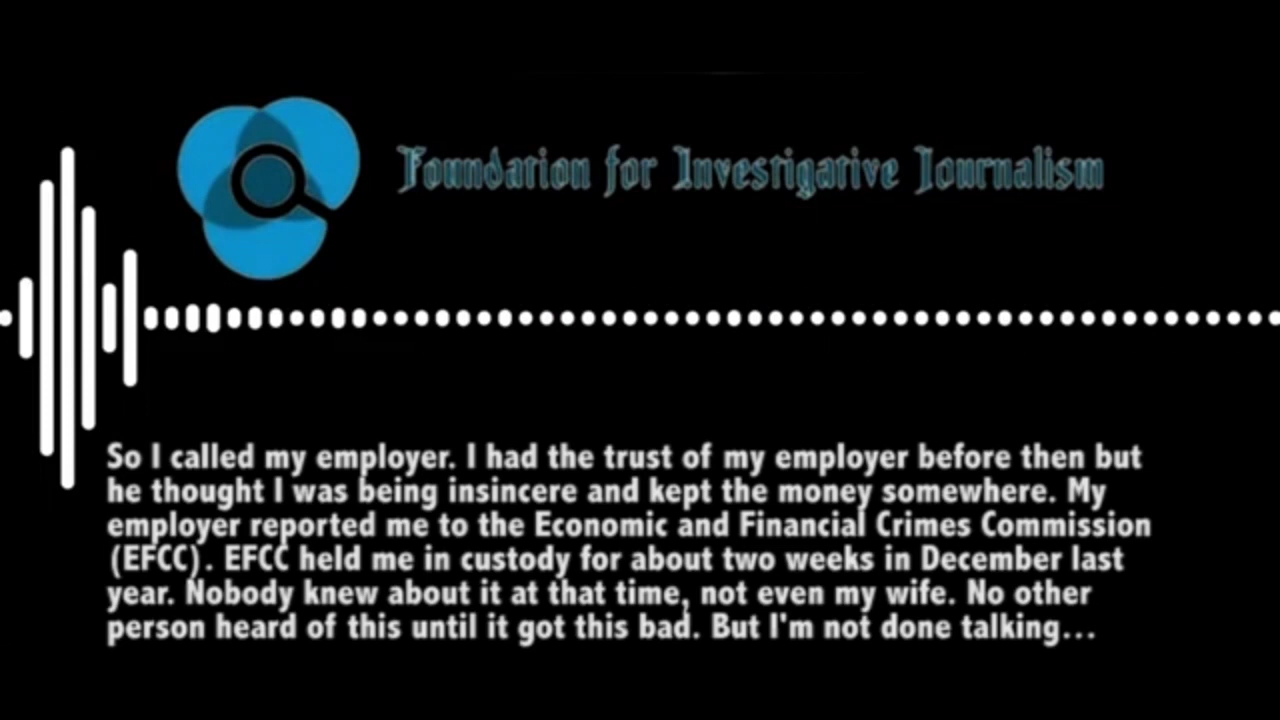 Foundation for Investigative Journalism
So I called my employer. I had the trust of my employer before then but
he thought I was being insincere and kept the money somewhere. My
employer reported me to the Economic and Financial Crimes Commission
(EFCC). EFCC held me in custody for about two weeks in December last
year. Nobody knew about it at that time, not even my wife. No other
person heard of this until it got this bad. But I'm not done talking...